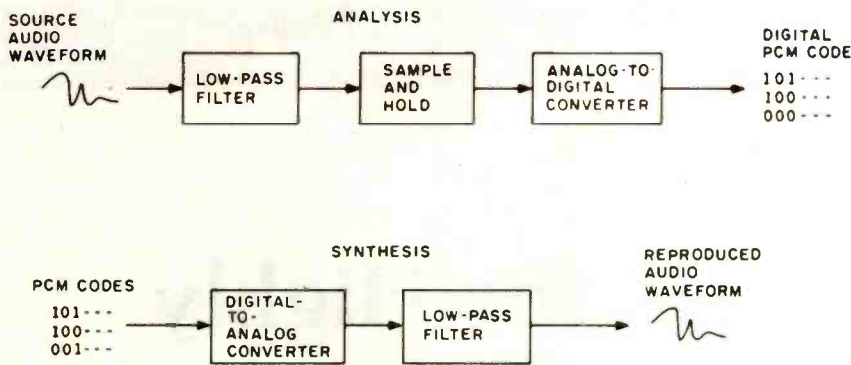 ANALYSIS
SOURCE
AUDIO
WAVEFORM
LOW-PASS
FILTER
SAMPLE
AND
HOLD
ANALOG-TO-
DIGITAL
CONVERTER
DIGITAL
PCM CODE
101---
100---
000---
SYNTHESIS
PCM CODES
101---
100---
001---
DIGITAL-
TO-
ANALOG
CONVERTER
LOW-PASS
FILTER
REPRODUCED
AUDIO
WAVEFORM